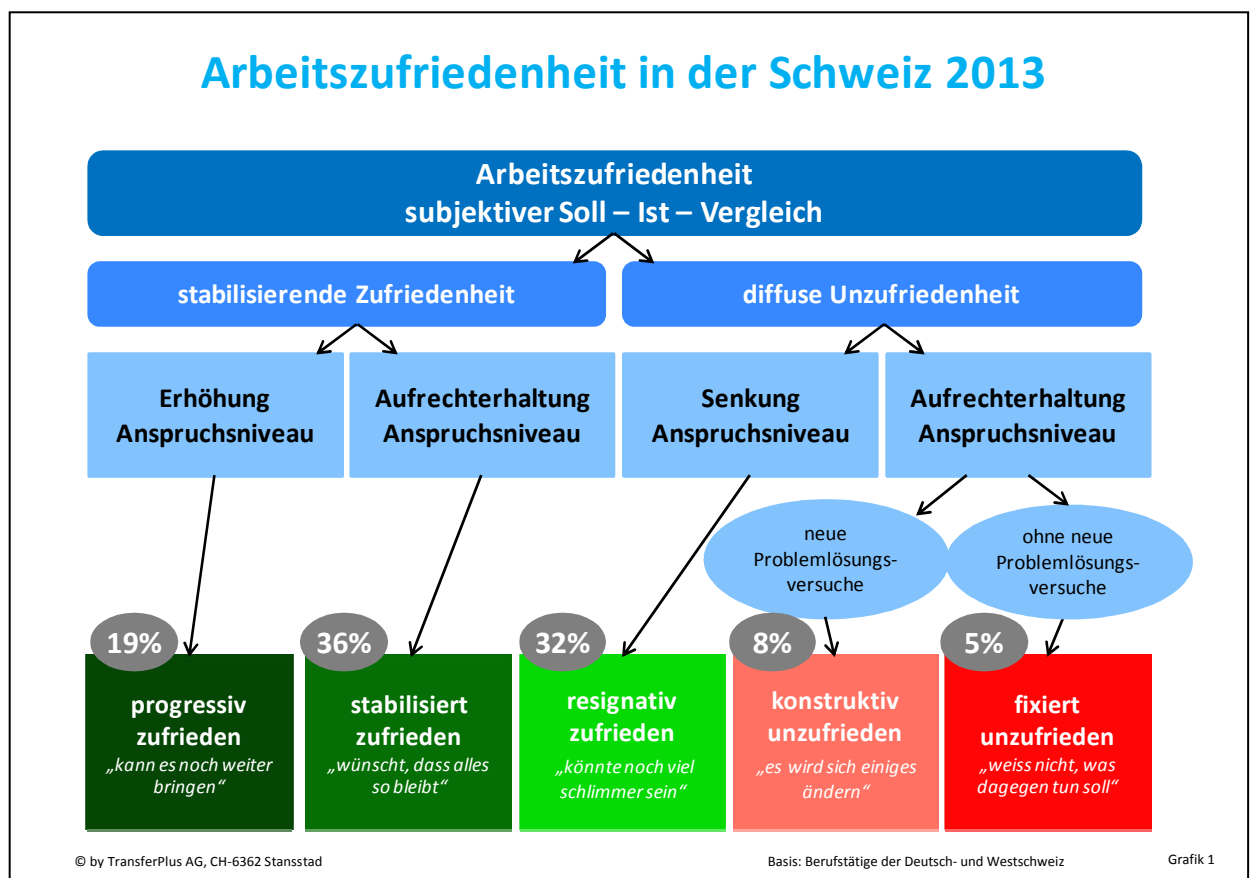 Arbeitszufriedenheit in der Schweiz 2013
Arbeitszufriedenheit
subjektiver Soll – Ist – Vergleich
stabilisierende Zufriedenheit
diffuse Unzufriedenheit
Erhöhung
Anspruchsniveau
Aufrechterhaltung
Anspruchsniveau
Senkung
Anspruchsniveau
Aufrechterhaltung
Anspruchsniveau
neue
Problemlösungs-
versuche
ohne neue
Problemlösungs-
versuche
19%
progressiv
zufrieden
„kann es noch weiter
bringen“
36%
stabilisiert
zufrieden
„wünscht, dass alles
so bleibt“
32%
resignativ
zufrieden
„könnte noch viel
schlimmer sein“
8%
konstruktiv
unzufrieden
„es wird sich einiges
ändern“
5%
fixiert
unzufrieden
„weiss nicht, was
dagegen tun soll“
© by TransferPlus AG, CH-6362 Stansstad
Basis: Berufstätige der Deutsch- und Westschweiz
Grafik 1